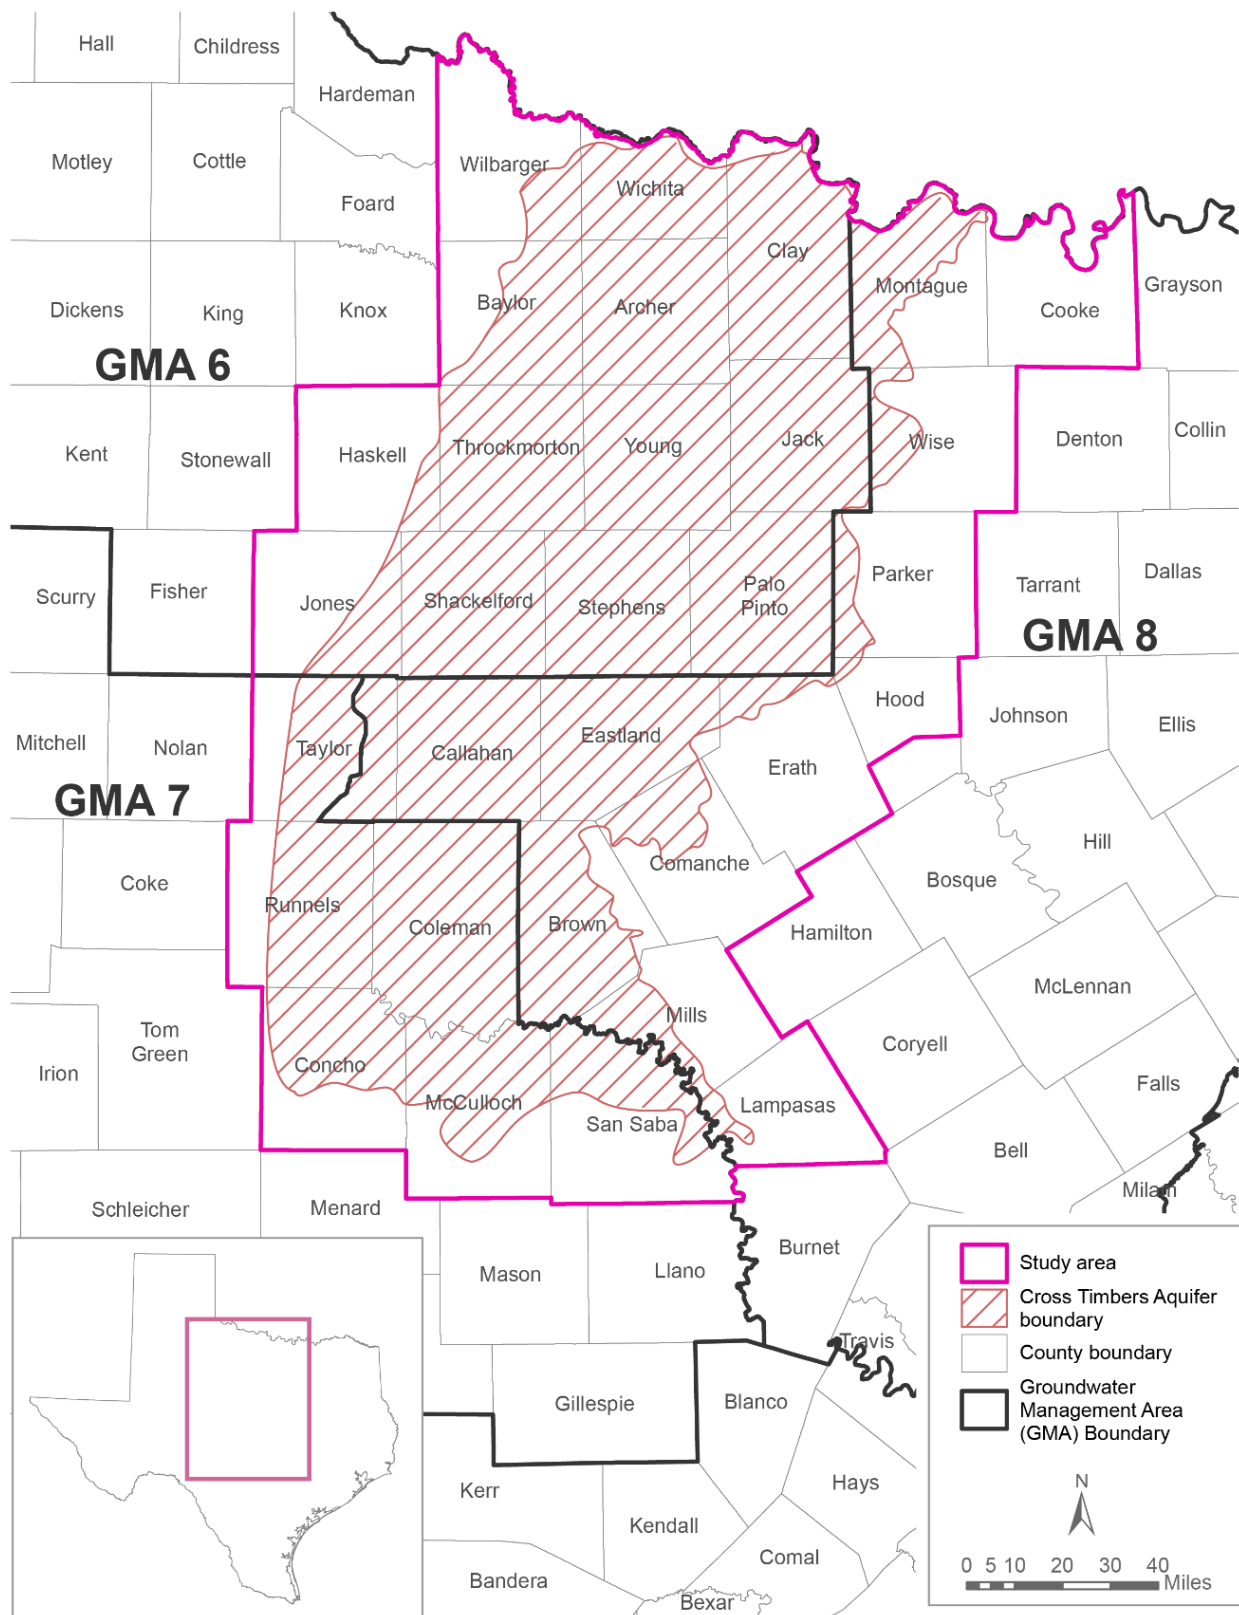 Hall
Childress
Hardeman
Motley
Cottle
Wilbarger
Wichita
Foard
Clay
Dickens
King
Knox
Baylor
Archer
Montague
Cooke
Grayson
GMA 6
Kent
Stonewall
Haskell
Throckmorton
Young
Jack
Wise
Denton
Collin
Scurry
Fisher
Jones
Shackelford
Stephens
Palo
Pinto
Parker
Tarrant
Dallas
GMA 8
Mitchell
Nolan
Taylor
Callahan
Eastland
Erath
Hood
Johnson
Ellis
GMA 7
Coke
Runnels
Coleman
Brown
Comanche
Bosque
Hill
Hamilton
McLennan
Tom
Green
Irion
Concho
McCulloch
Mills
San Saba
Lampasas
Coryell
Falls
Bell
Milam
Schleicher
Menard
Mason
Llano
Burnet
Travis
Gillespie
Blanco
Hays
Kerr
Kendall
Comal
Bandera
Bexar
Study area
Cross Timbers Aquifer
boundary
County boundary
Groundwater
Management Area
(GMA) Boundary
N
0 5 10 20 30 40
Miles